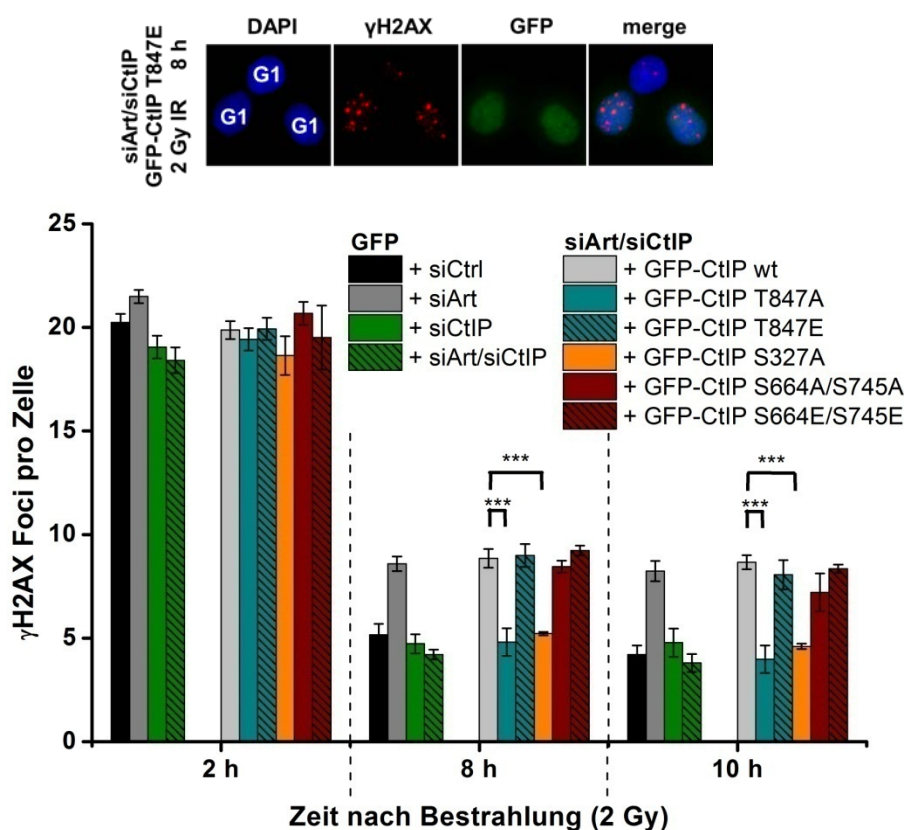 DAPI γH2AX GFP merge
siArt/siCtIP
GFP-CtIP T847E
2 Gy IR 8 h
G1
G1
G1
γH2AX Foci pro Zelle
25
20
15
10
5
0
GFP
+ siCtrl
+ siArt
+ siCtIP
+ siArt/siCtIP
siArt/siCtIP
+ GFP-CtIP wt
+ GFP-CtIP T847A
+ GFP-CtIP T847E
+ GFP-CtIP S327A
+ GFP-CtIP S664A/S745A
+ GFP-CtIP S664E/S745E
***
***
***
***
2 h 8 h 10 h
Zeit nach Bestrahlung (2 Gy)